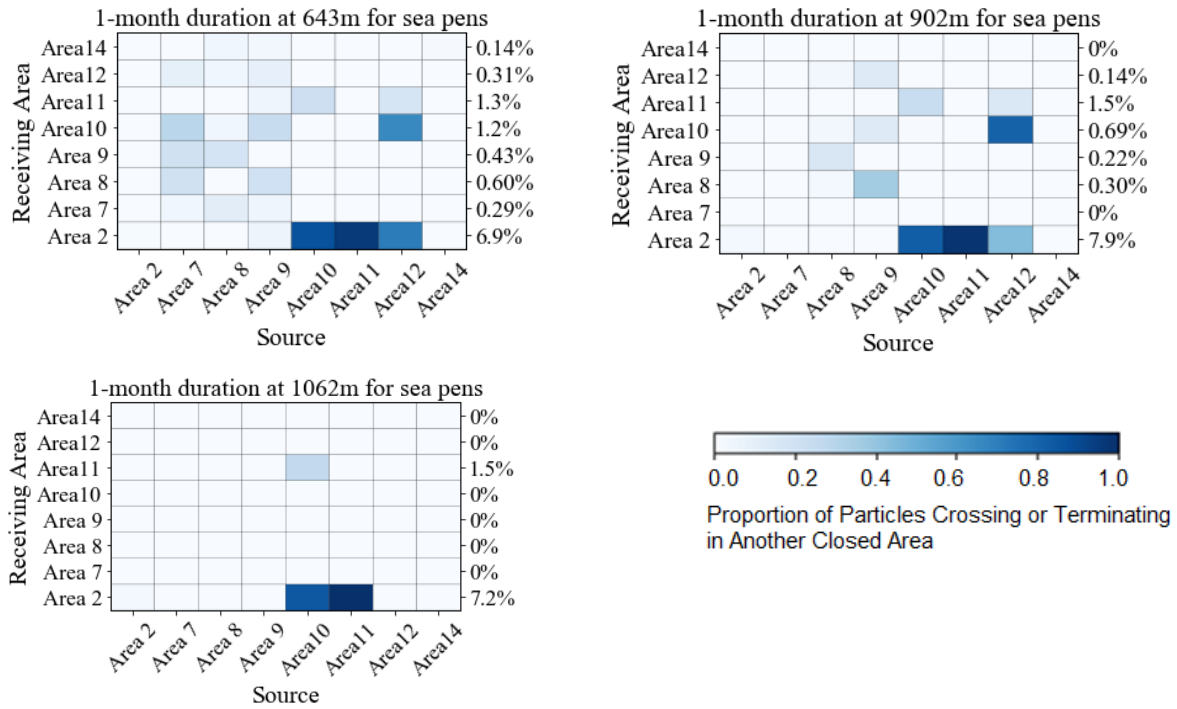 1-month duration at 643m for sea pens
Receiving Area
Area14 0.14%
Area12 0.31%
Area11 1.3%
Area10 1.2%
Area 9 0.43%
Area 8 0.60%
Area 7 0.29%
Area 2 6.9%
Area 2 Area 7 Area 8 Area 9 Area10 Area11 Area12 Area14
Source
1-month duration at 902m for sea pens
Receiving Area
Area14 0%
Area12 0.14%
Area11 1.5%
Area10 0.69%
Area 9 0.22%
Area 8 0.30%
Area 7 0%
Area 2 7.9%
Area 2 Area 7 Area 8 Area 9 Area10 Area11 Area12 Area14
Source
1-month duration at 1062m for sea pens
Receiving Area
Area14 0%
Area12 0%
Area11 1.5%
Area10 0%
Area 9 0%
Area 8 0%
Area 7 0%
Area 2 7.2%
Area 2 Area 7 Area 8 Area 9 Area10 Area11 Area12 Area14
Source
0.0 0.2 0.4 0.6 0.8 1.0
Proportion of Particles Crossing or Terminating
in Another Closed Area